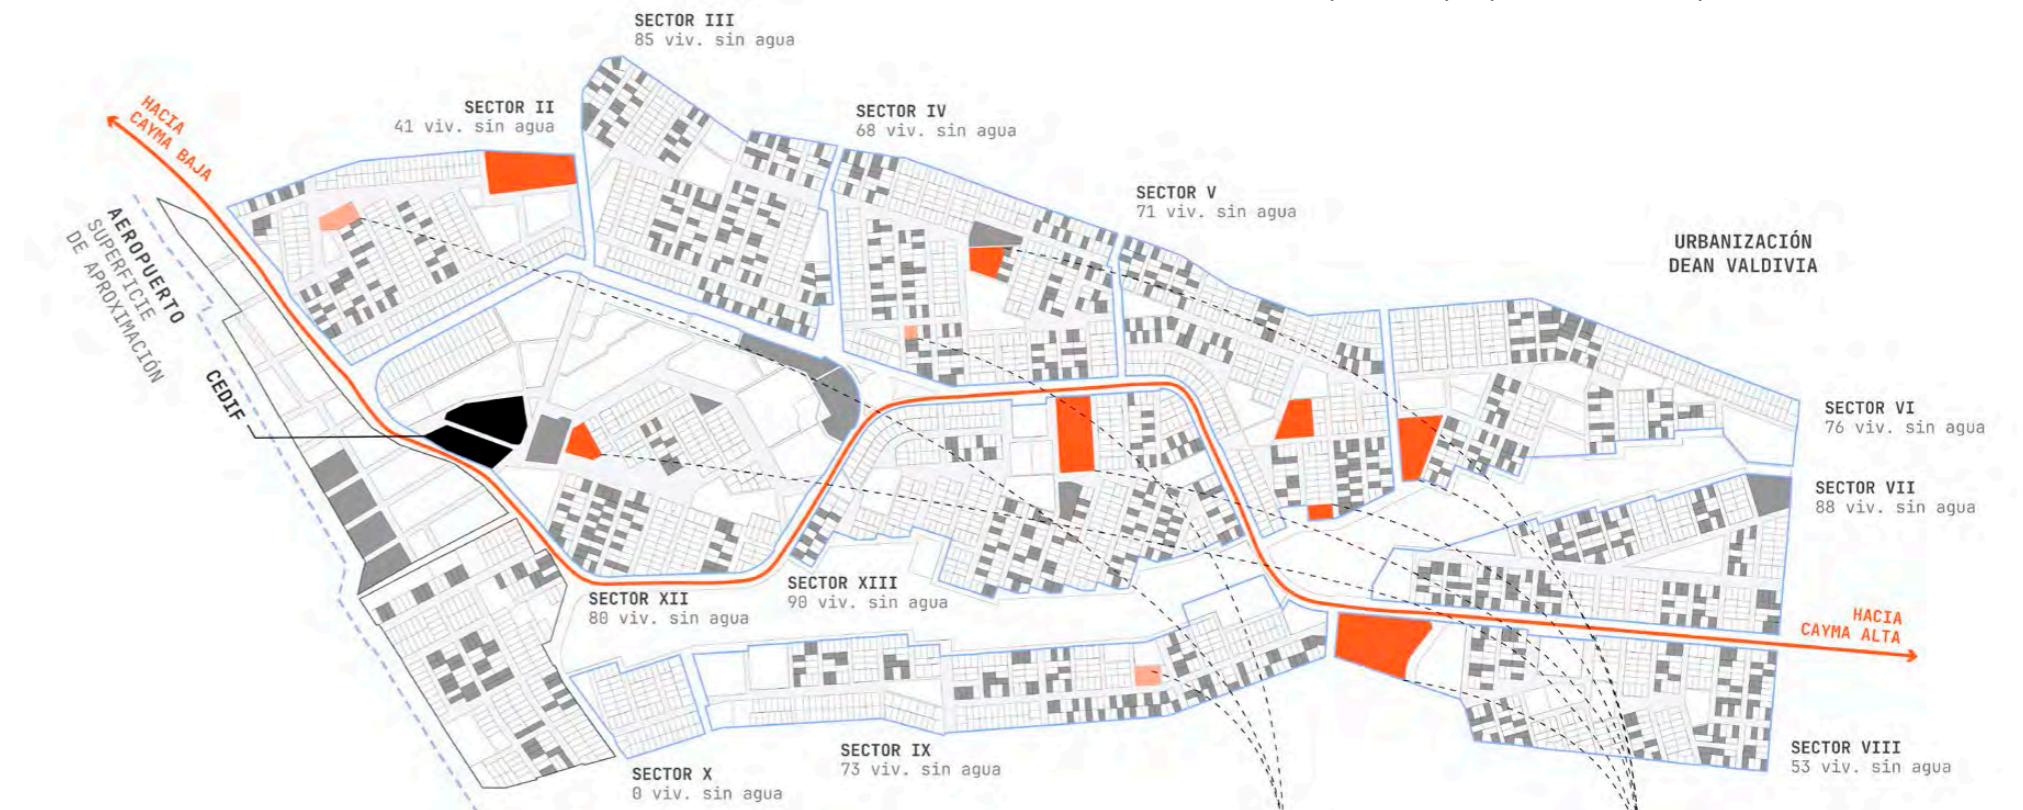 SECTOR III
85 viv. sin agua
SECTOR II
41 viv. sin agua
SECTOR IV
68 viv. sin agua
HACIA
CAYMA BAJA
SECTOR V
71 viv. sin agua
AEROPUERTO
SUPERFICIE
DE APROXIMACIÓN
URBANIZACIÓN
DEAN VALDIVIA
CEDIF
SECTOR VI
76 viv. sin agua
SECTOR VII
88 viv. sin agua
SECTOR XIII
90 viv. sin agua
SECTOR XII
80 viv. sin agua
HACIA
CAYMA ALTA
SECTOR IX
73 viv. sin agua
SECTOR VIII
53 viv. sin agua
SECTOR X
0 viv. sin agua